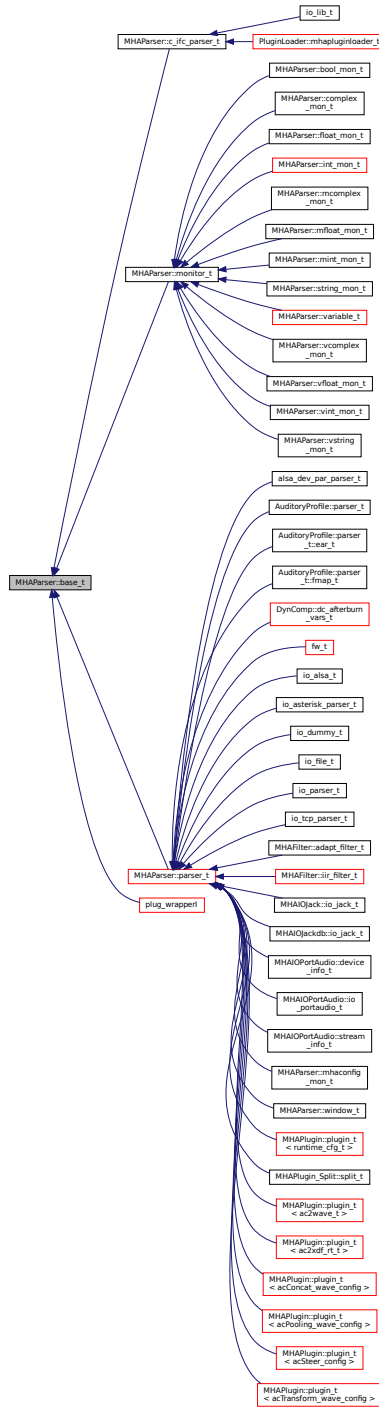 io_lib_t
MHAParser::c_ifc_parser_t
PluginLoader::mhapluginloader_t
MHAParser::bool_mon_t
MHAParser::complex
_mon_t
MHAParser::float_mon_t
MHAParser::int_mon_t
MHAParser::mcomplex
_mon_t
MHAParser::mfloat_mon_t
MHAParser::mint_mon_t
MHAParser::monitor_t
MHAParser::string_mon_t
MHAParser::variable_t
MHAParser::vcomplex
_mon_t
MHAParser::vfloat_mon_t
MHAParser::vint_mon_t
MHAParser::vstring
_mon_t
alsa_dev_par_parser_t
AuditoryProfile::parser_t
AuditoryProfile::parser
_t::ear_t
AuditoryProfile::parser
_t::fmap_t
MHAParser::base_t
DynComp::dc_afterburn
_vars_t
fw_t
io_alsa_t
io_asterisk_parser_t
io_dummy_t
io_file_t
io_parser_t
io_tcp_parser_t
MHAFilter::adapt_filter_t
MHAParser::parser_t
MHAFilter::iir_filter_t
plug_wrapperI
MHAIOJack::io_jack_t
MHAIOJackdb::io_jack_t
MHAIOPortAudio::device
_info_t
MHAIOPortAudio::io
_portaudio_t
MHAIOPortAudio::stream
_info_t
MHAParser::mhaconfig
_mon_t
MHAParser::window_t
MHAPlugin::plugin_t
< runtime_cfg_t >
MHAPlugin_Split::split_t
MHAPlugin::plugin_t
< ac2wave_t >
MHAPlugin::plugin_t
< ac2xdf_rt_t >
MHAPlugin::plugin_t
< acConcat_wave_config >
MHAPlugin::plugin_t
< acPooling_wave_config >
MHAPlugin::plugin_t
< acSteer_config >
MHAPlugin::plugin_t
< acTransform_wave_config >